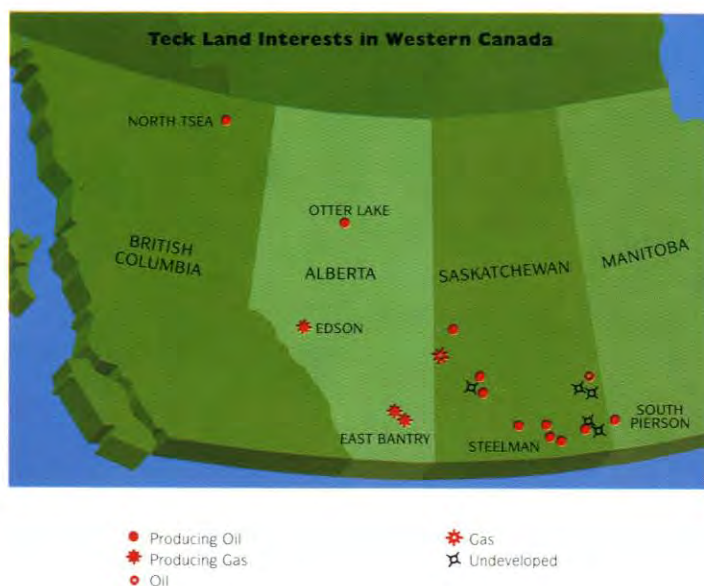 Teck Land Interests in Western Canada
NORTH TSEA
OTTER LAKE
BRITISH
COLUMBIA
ALBERTA
SASKATCHEWAN
MANITOBA
EDSON
EAST BANTRY
STEELMAN
SOUTH
PIERSON
Producing Oil
Producing Gas
Oil
Gas
Undeveloped